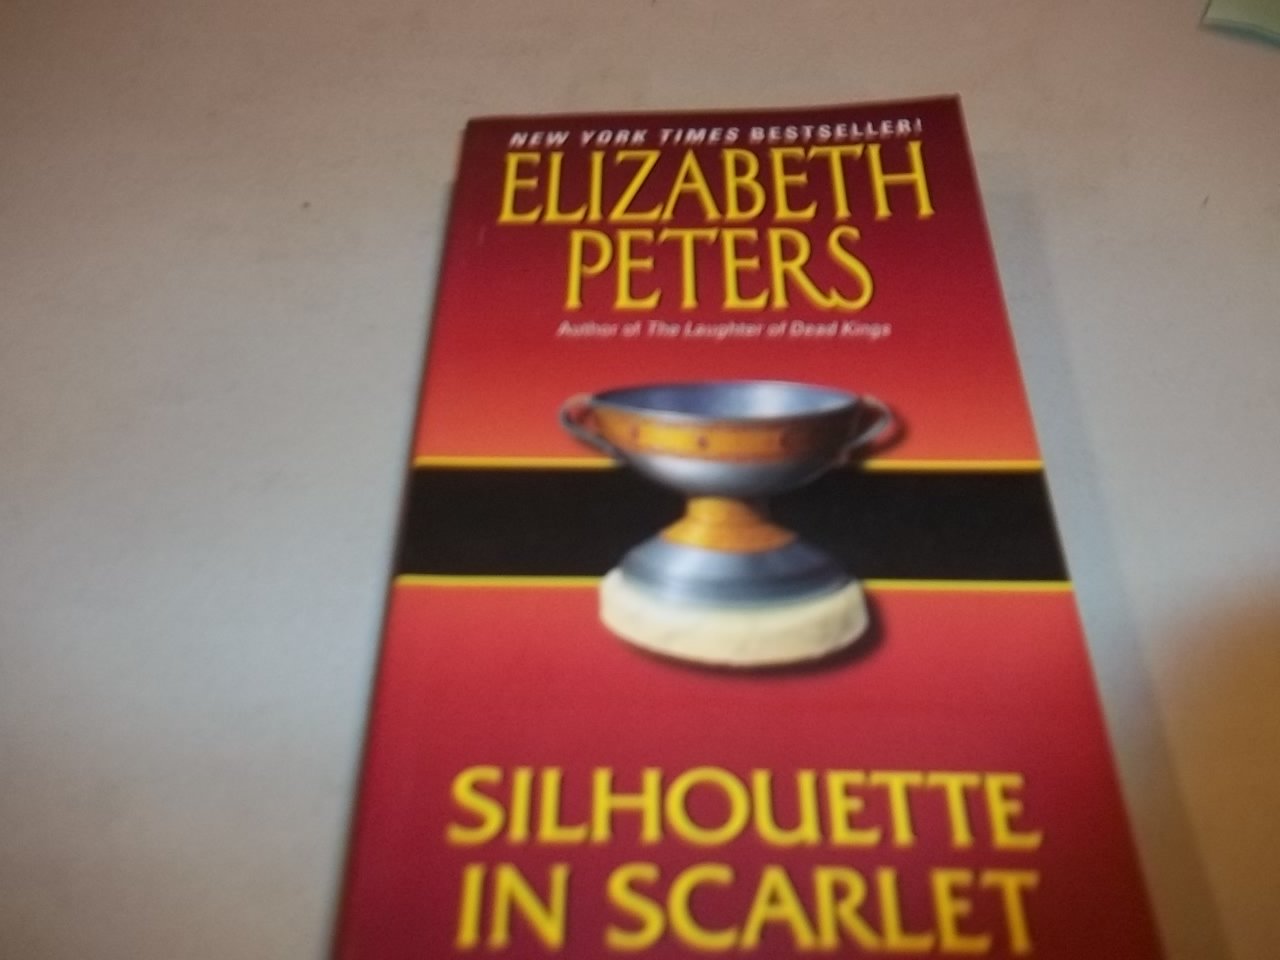 NEW YORK TIMES BESTSELLER!
ELIZABETH
PETERS
Author of The Laughter of Dead Kings
SILHOUETTE
IN SCARLET